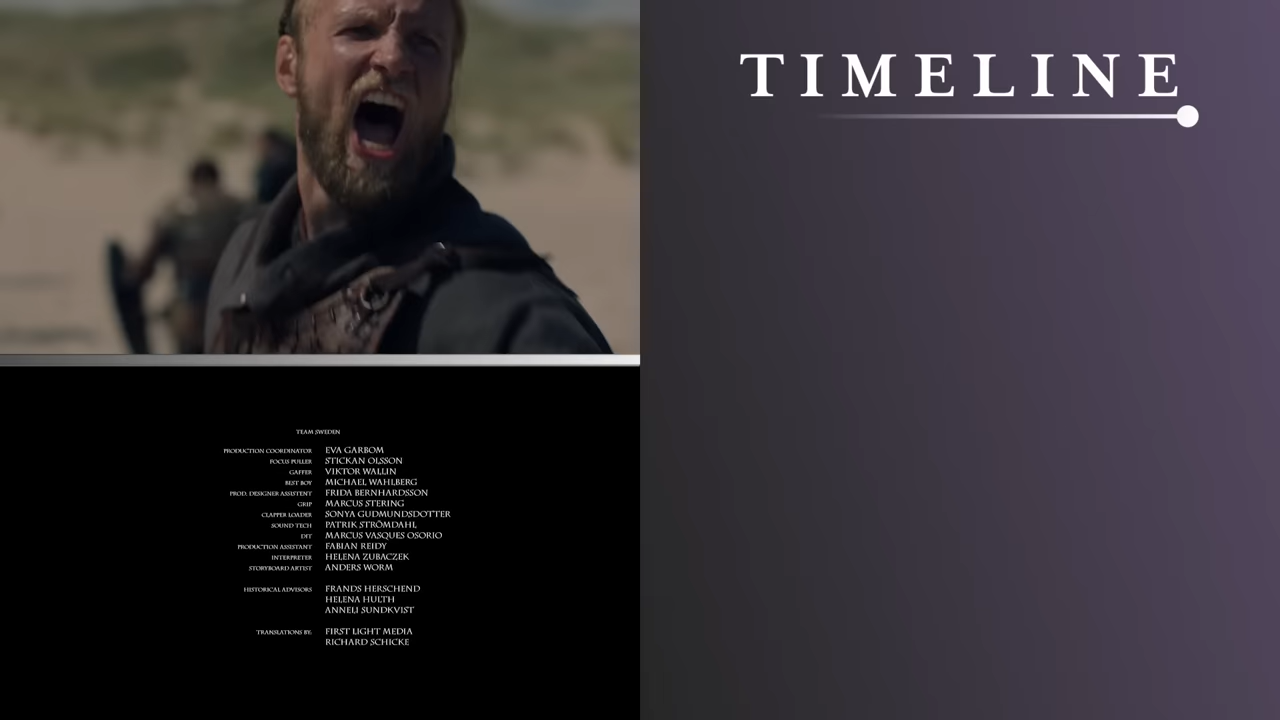 TIMELINE
TEAM SWEDEN
PRODUCTION COORDINATOR EVA GARBOM
FOCUS PULLER STICKAN OLSSON
GAFFER VIKTOR WALLIN
BEST BOY MICHAEL WAHLBERG
PROD. DESIGNER ASSISTENT FRIDA BERNHARDSSON
GRIP MARCUS STERING
CLAPPER LOADER SONYA GUDMUNDSDOTTER
SOUND TECH PATRIK STRÖMDAHL
DIT MARCUS VASQUES OSORIO
PRODUCTION ASSISTANT FABIAN REIDY
INTERPRETER HELENA ZUBACZEK
STORYBOARD ARTIST ANDERS WORM
HISTORICAL ADVISORS FRANDS HERSCHEND
HELENA HULTH
ANNELI SUNDKVIST
TRANSLATIONS BY: FIRST LIGHT MEDIA
RICHARD SCHICKE